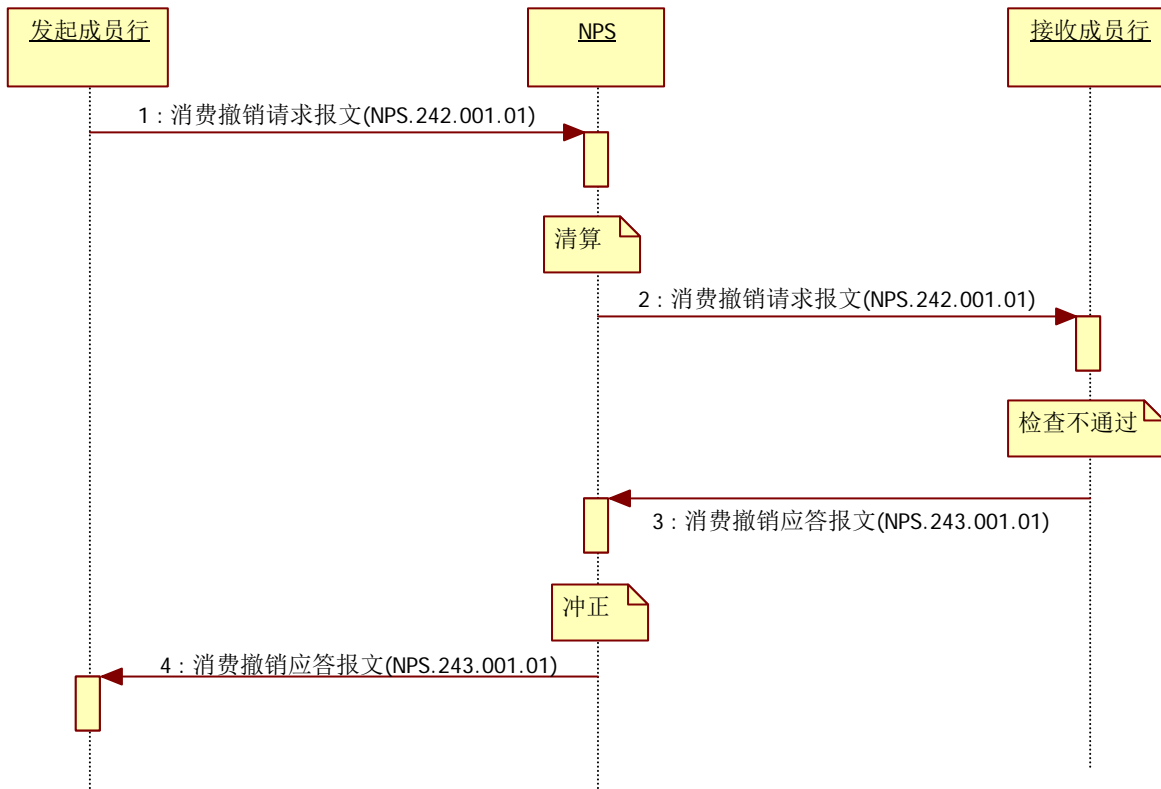 发起成员行
NPS
接收成员行
1 : 消费撤销请求报文(NPS.242.001.01)
清算
2 : 消费撤销请求报文(NPS.242.001.01)
检查不通过
3 : 消费撤销应答报文(NPS.243.001.01)
冲正
4 : 消费撤销应答报文(NPS.243.001.01)